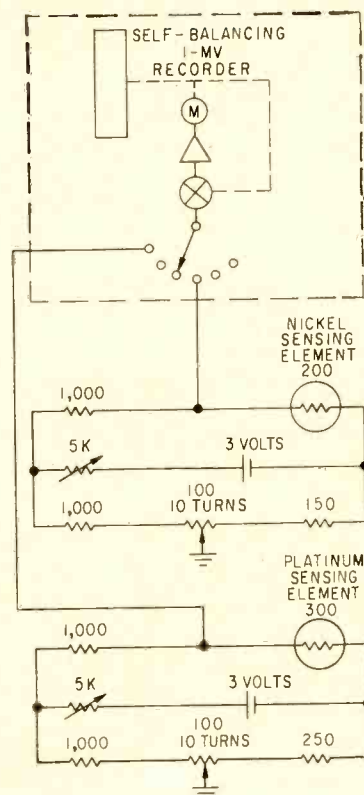 SELF-BALANCING
1-MV
RECORDER
M
NICKEL
SENSING
ELEMENT
200
1,000
5K
3 VOLTS
100
10 TURNS
1,000
150
PLATINUM
SENSING
ELEMENT
300
1,000
5K
3 VOLTS
100
10 TURNS
1,000
250